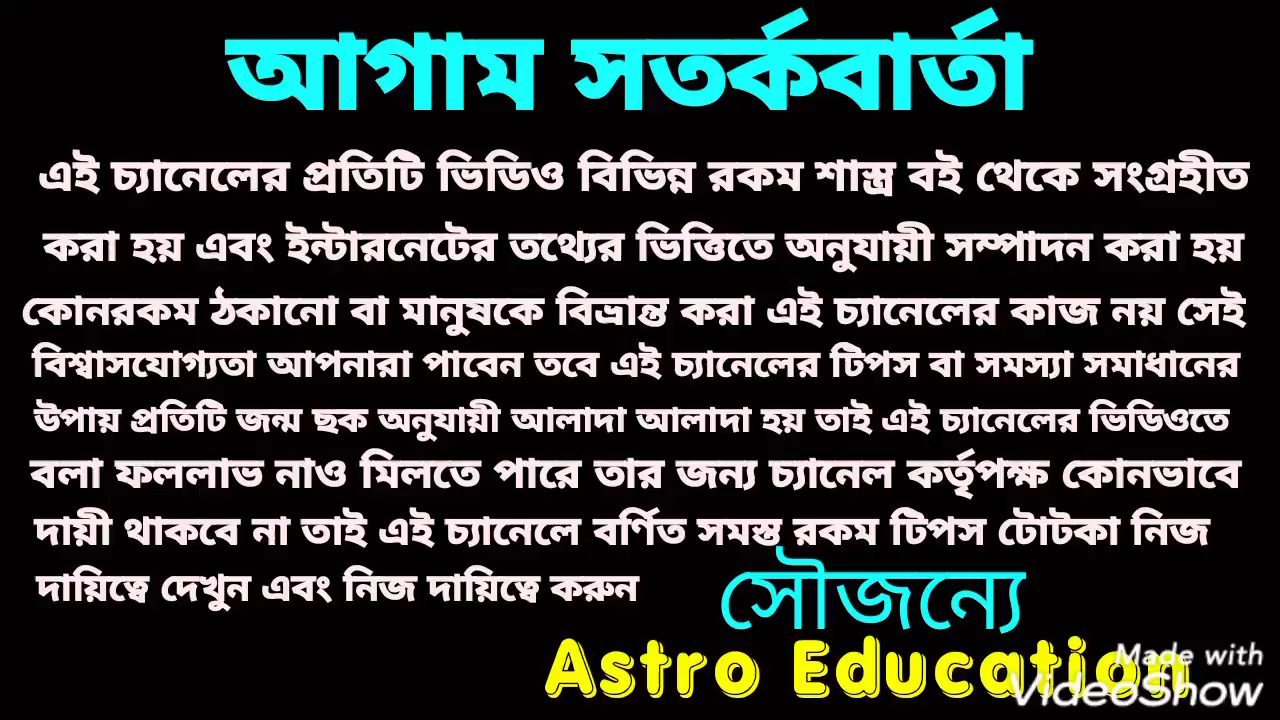 আগাম সতর্কবার্তা
এই চ্যানেলের প্রতিটি ভিডিও বিভিন্ন রকম শাস্ত্র বই থেকে সংগ্রহীত
করা হয় এবং ইন্টারনেটের তথ্যের ভিত্তিতে অনুযায়ী সম্পাদন করা হয়
কোনরকম ঠকানো বা মানুষকে বিভ্রান্ত করা এই চ্যানেলের কাজ নয় সেই
বিশ্বাসযোগ্যতা আপনারা পাবেন তবে এই চ্যানেলের টিপস বা সমস্যা সমাধানের
উপায় প্রতিটি জন্ম ছক অনুযায়ী আলাদা আলাদা হয় তাই এই চ্যানেলের ভিডিওতে
বলা ফললাভ নাও মিলতে পারে তার জন্য চ্যানেল কর্তৃপক্ষ কোনভাবে
দায়ী থাকবে না তাই এই চ্যানেলে বর্ণিত সমস্ত রকম টিপস টোটকা নিজ
দায়িত্বে দেখুন এবং নিজ দায়িত্বে করুন
সৌজন্যে
Astro Education
Made with
VideoShow